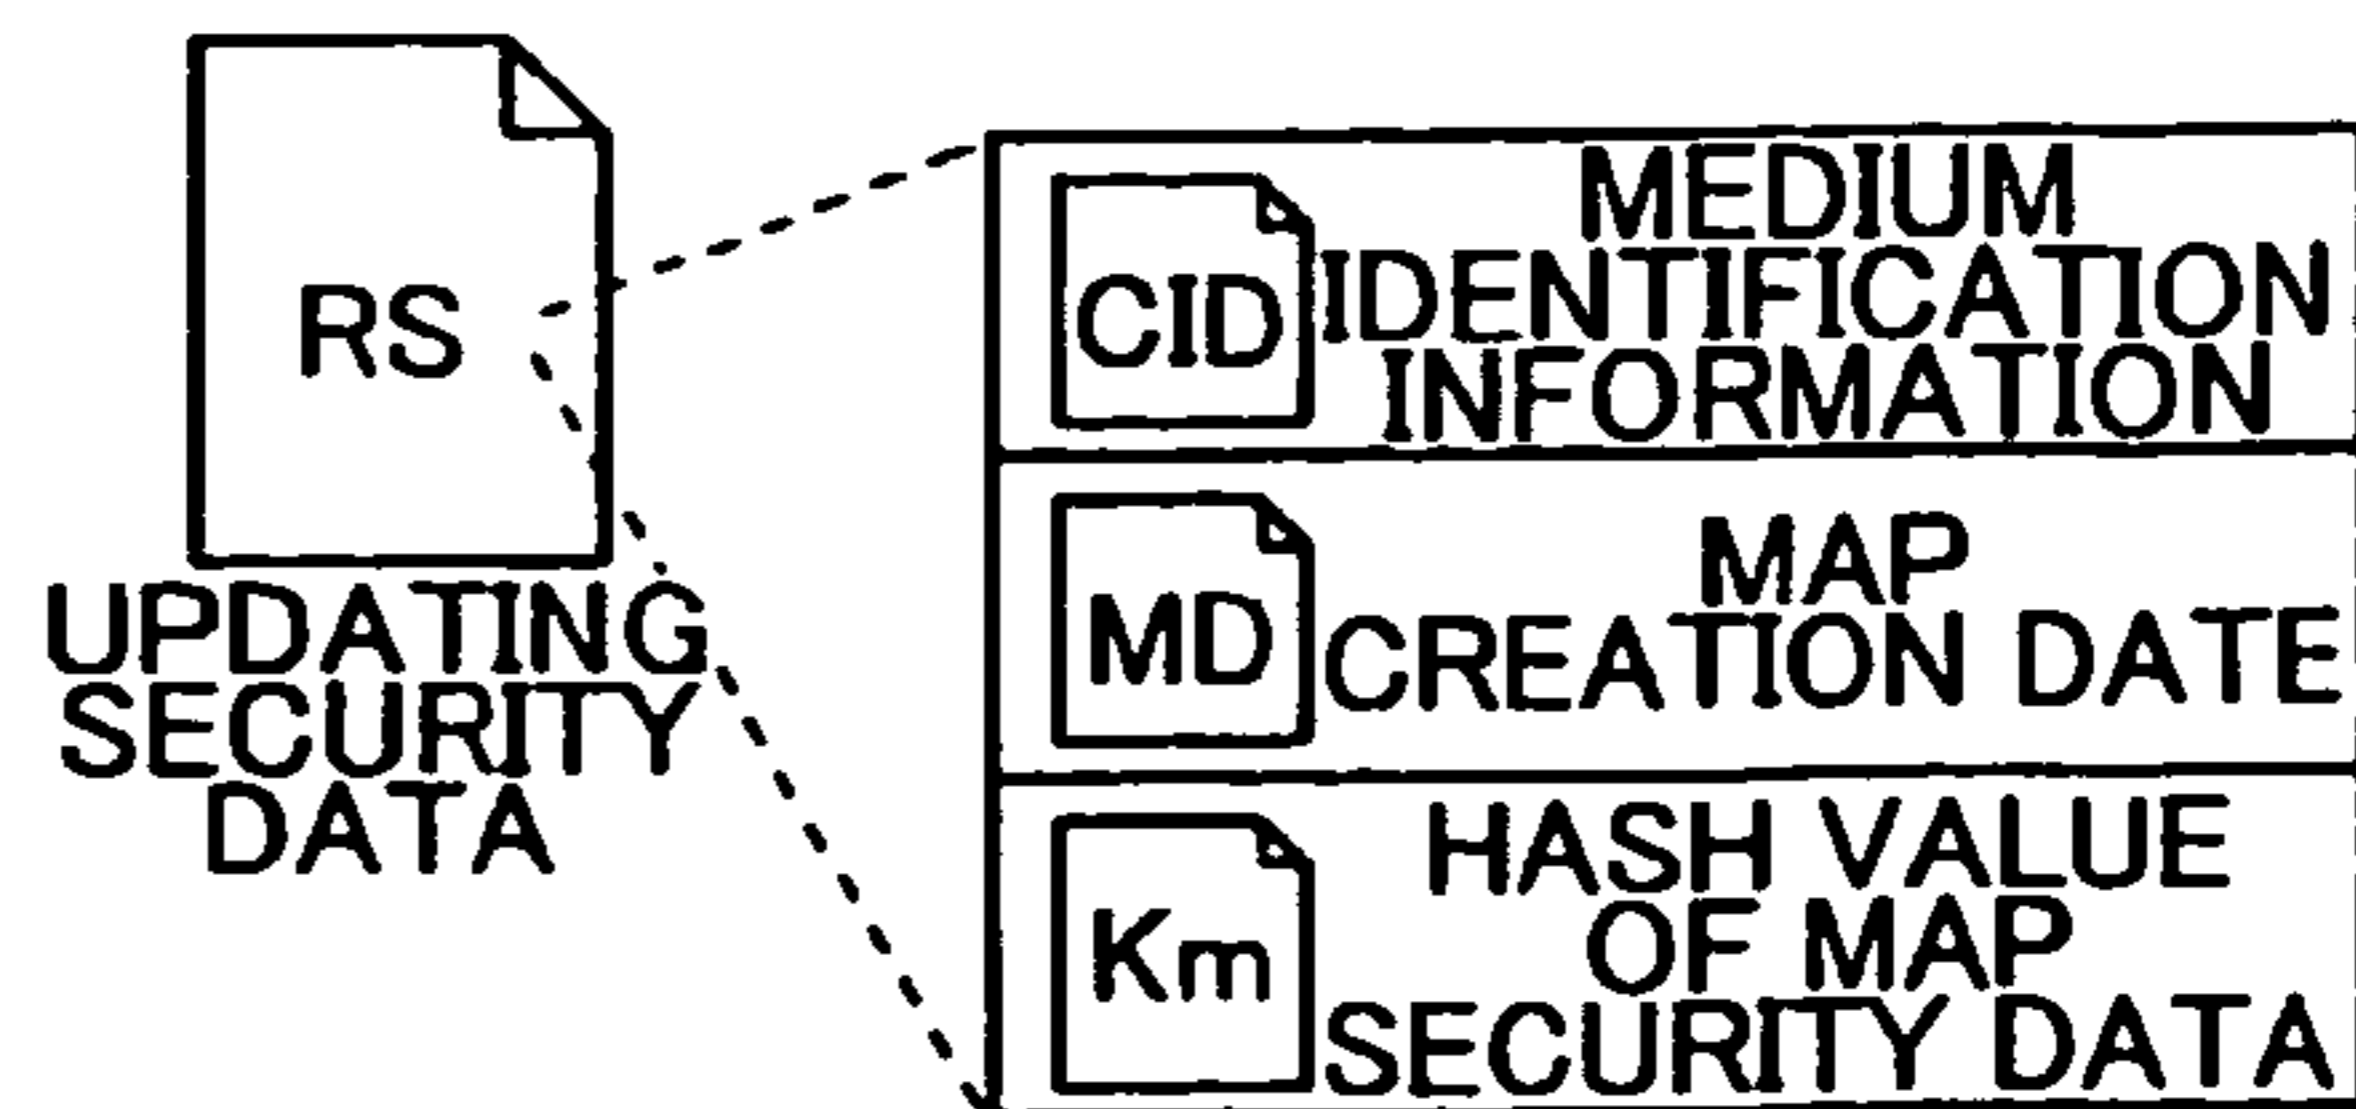 RS
UPDATING
SECURITY
DATA
CID
MEDIUM
IDENTIFICATION
INFORMATION
MD
MAP
CREATION DATE
Km
HASH VALUE
OF MAP
SECURITY DATA